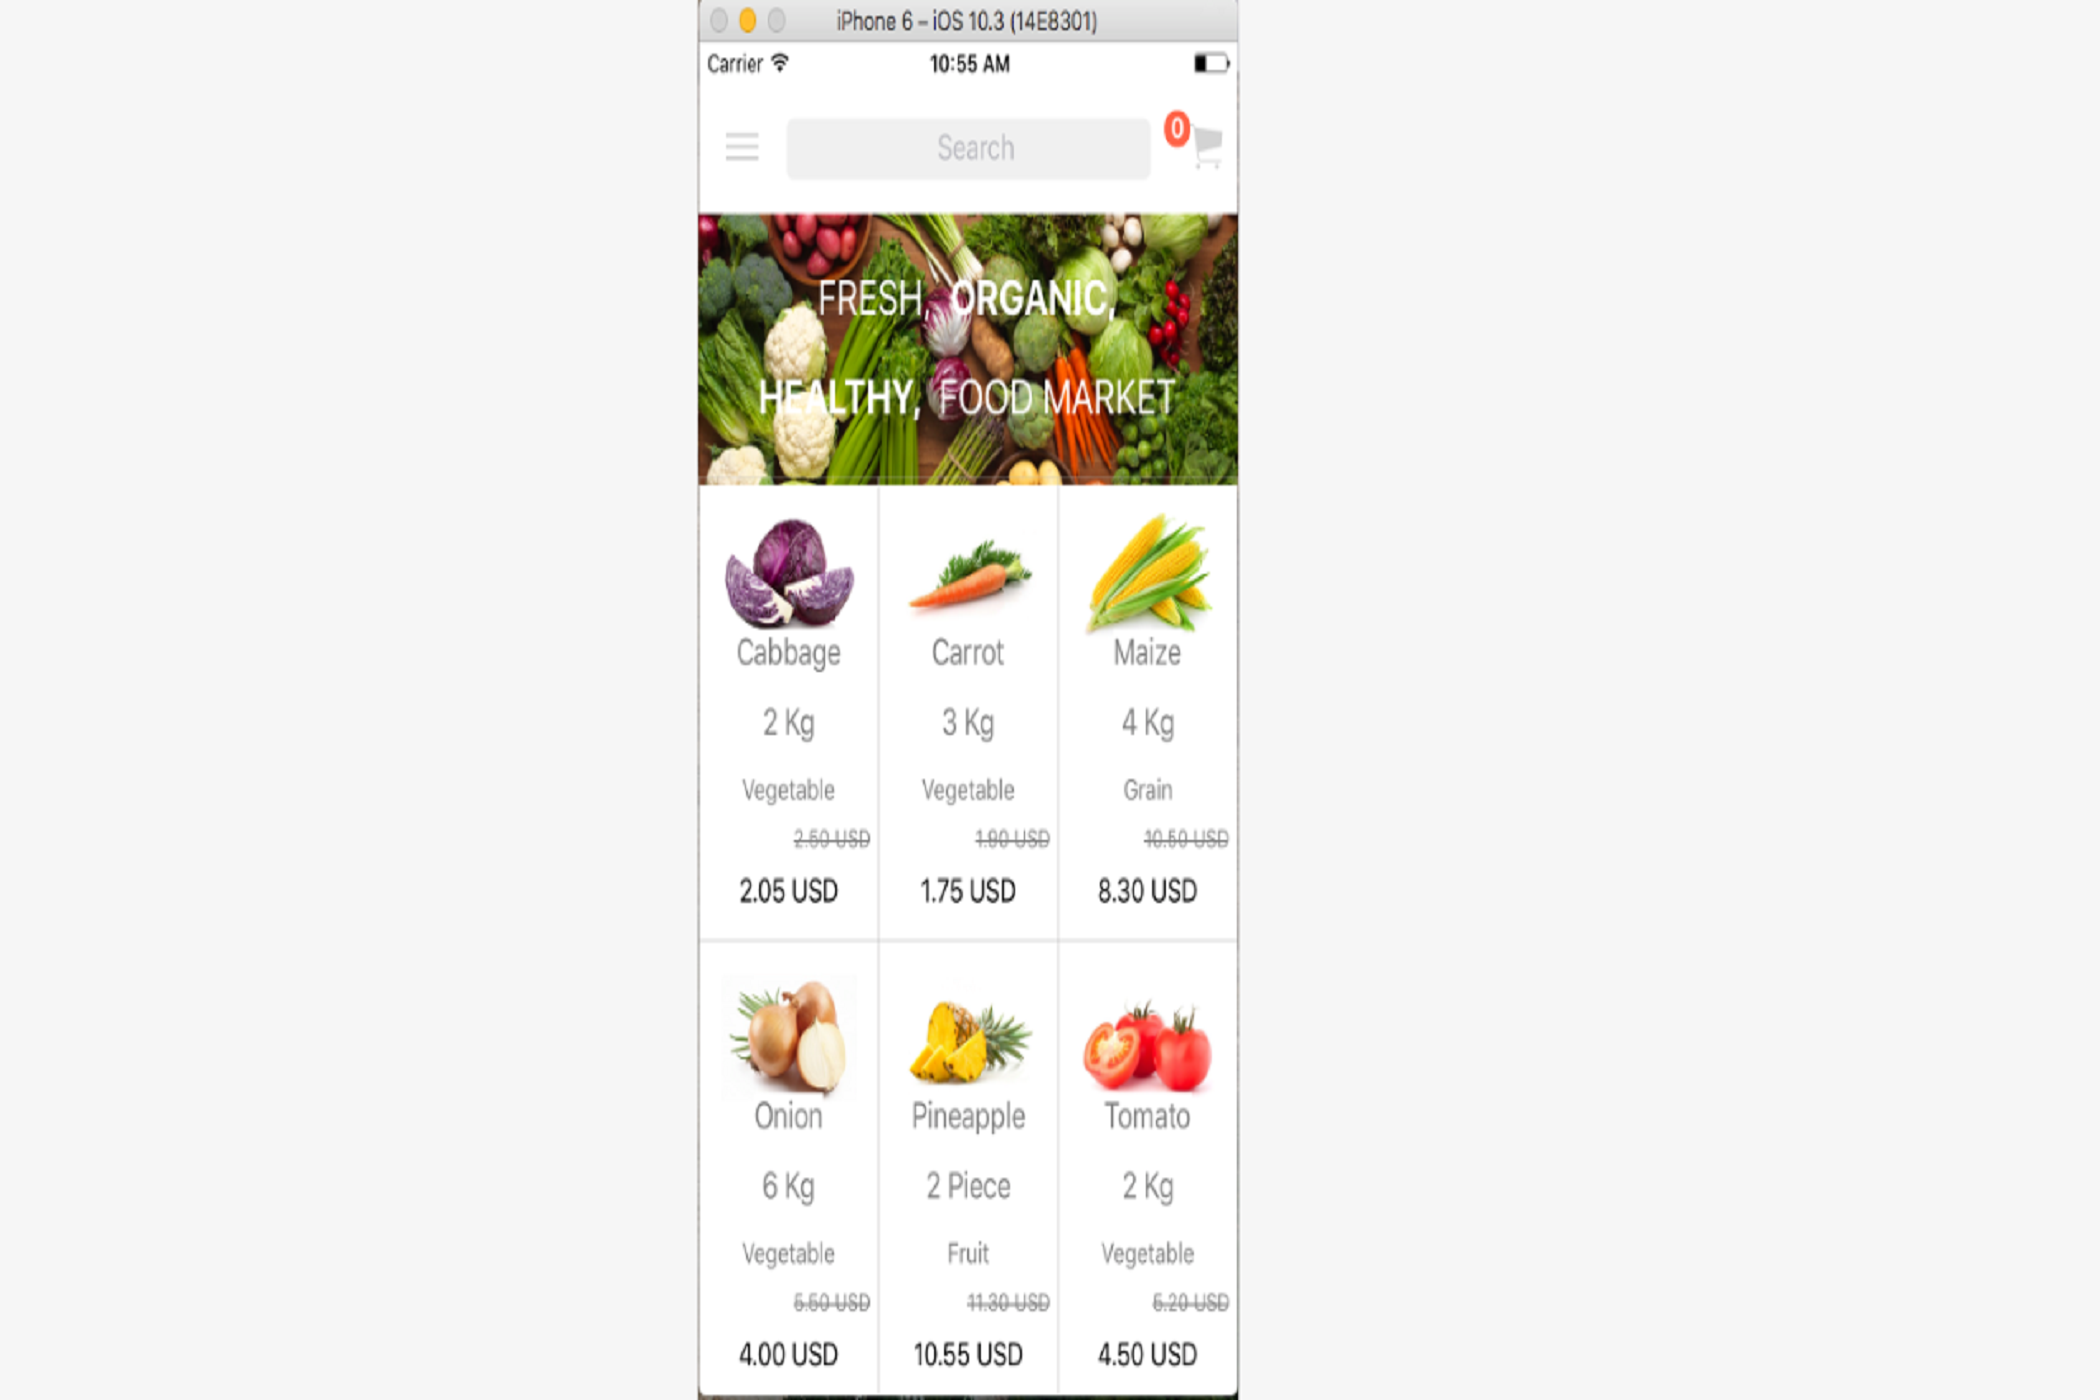 iPhone 6 – iOS 10.3 (14E8301)
Carrier 10:55 AM
Search 0
FRESH, ORGANIC,
HEALTHY, FOOD MARKET
Cabbage Carrot Maize
2 Kg 3 Kg 4 Kg
Vegetable Vegetable Grain
2.50 USD 1.90 USD 10.50 USD
2.05 USD 1.75 USD 8.30 USD
Onion Pineapple Tomato
6 Kg 2 Piece 2 Kg
Vegetable Fruit Vegetable
5.50 USD 11.30 USD 5.20 USD
4.00 USD 10.55 USD 4.50 USD